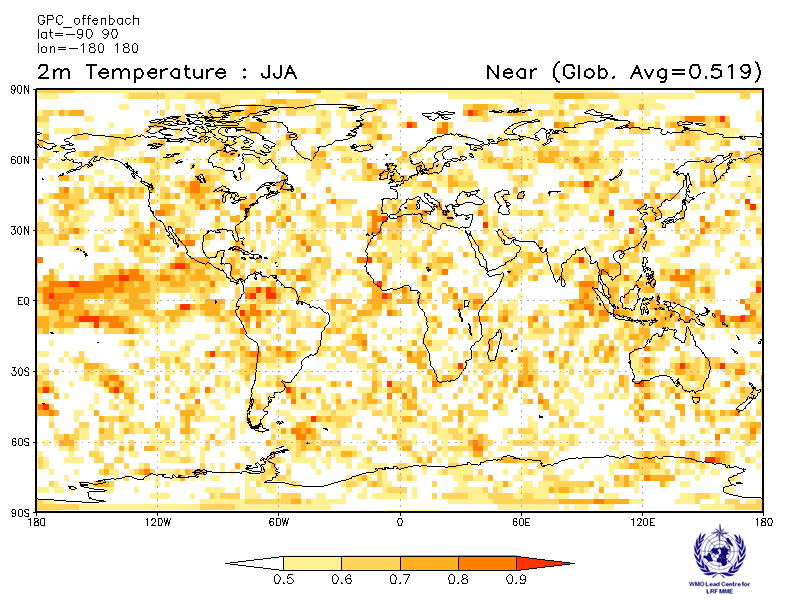 GPC_offenbach
lat=-90 90
lon=-180 180
2m Temperature : JJA Near (Glob. Avg=0.519)
90N
60N
30N
EQ
30S
60S
90S
180 120W 60W 0 60E 120E 180
0.5 0.6 0.7 0.8 0.9
WMO Lead Centre for
LRF MME